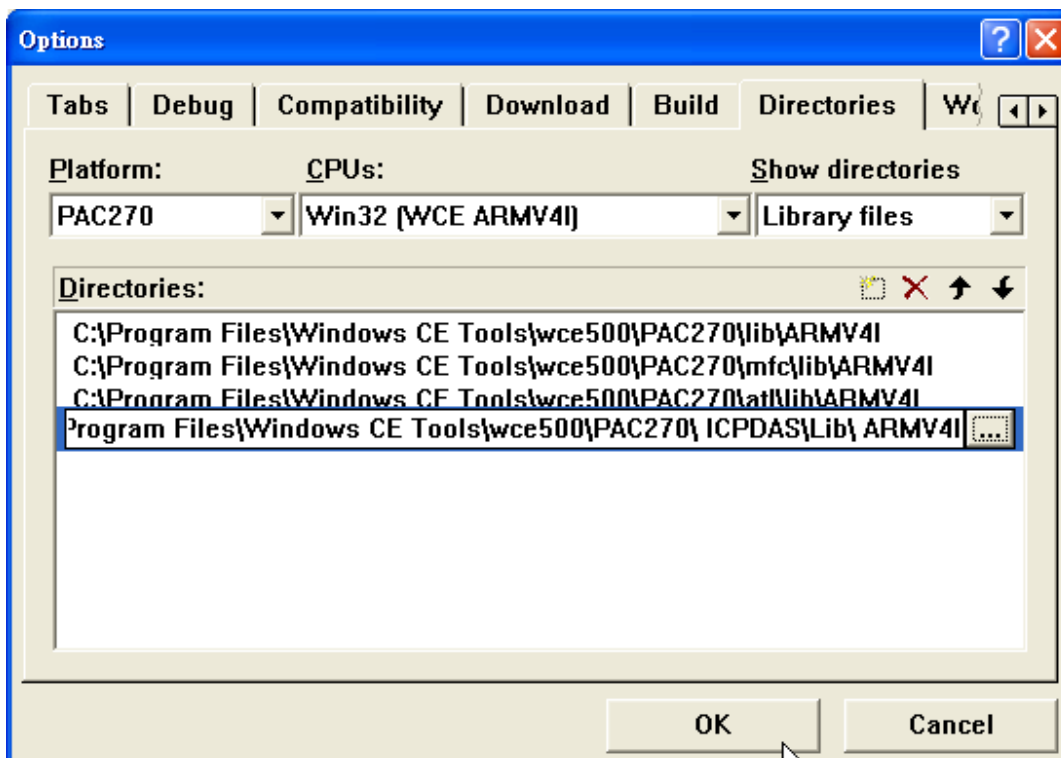 Options
Tabs Debug Compatibility Download Build Directories
Platform: CPUs: Show directories
PAC270 Win32 (WCE ARMV4I) Library files
Directories:
C:\Program Files\Windows CE Tools\wce500\PAC270\lib\ARMV4I
C:\Program Files\Windows CE Tools\wce500\PAC270\mfc\lib\ARMV4I
C:\Program Files\Windows CE Tools\wce500\PAC270\atl\lib\ARMV4I
Program Files\Windows CE Tools\wce500\PAC270\ ICPDAS\Lib\ ARMV4I ...
OK Cancel